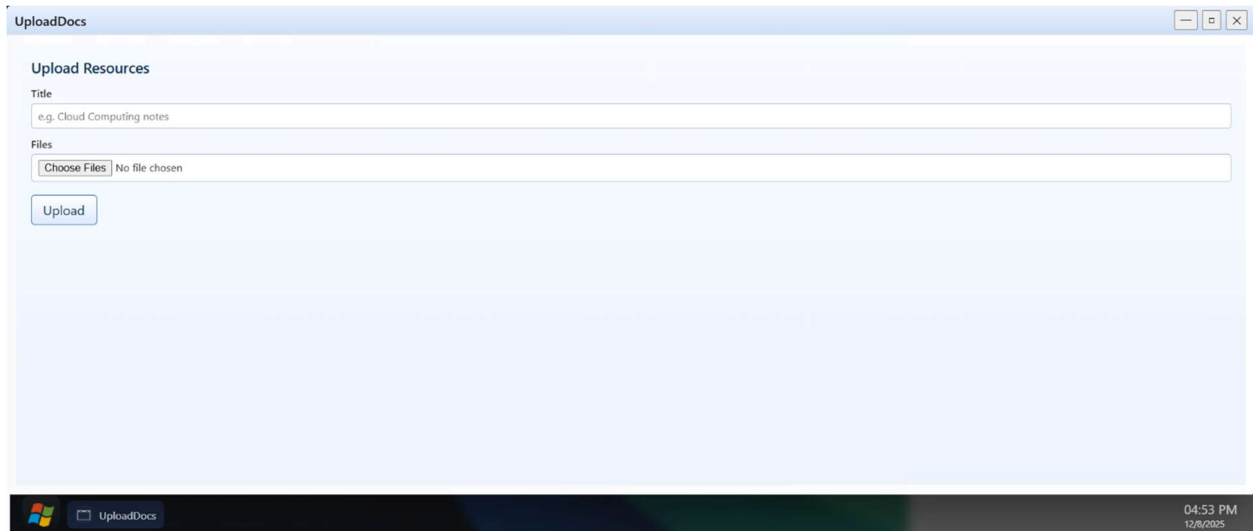 UploadDocs
Upload Resources
Title
e.g. Cloud Computing notes
Files
Choose Files No file chosen
Upload
UploadDocs
04:53 PM
12/8/2025